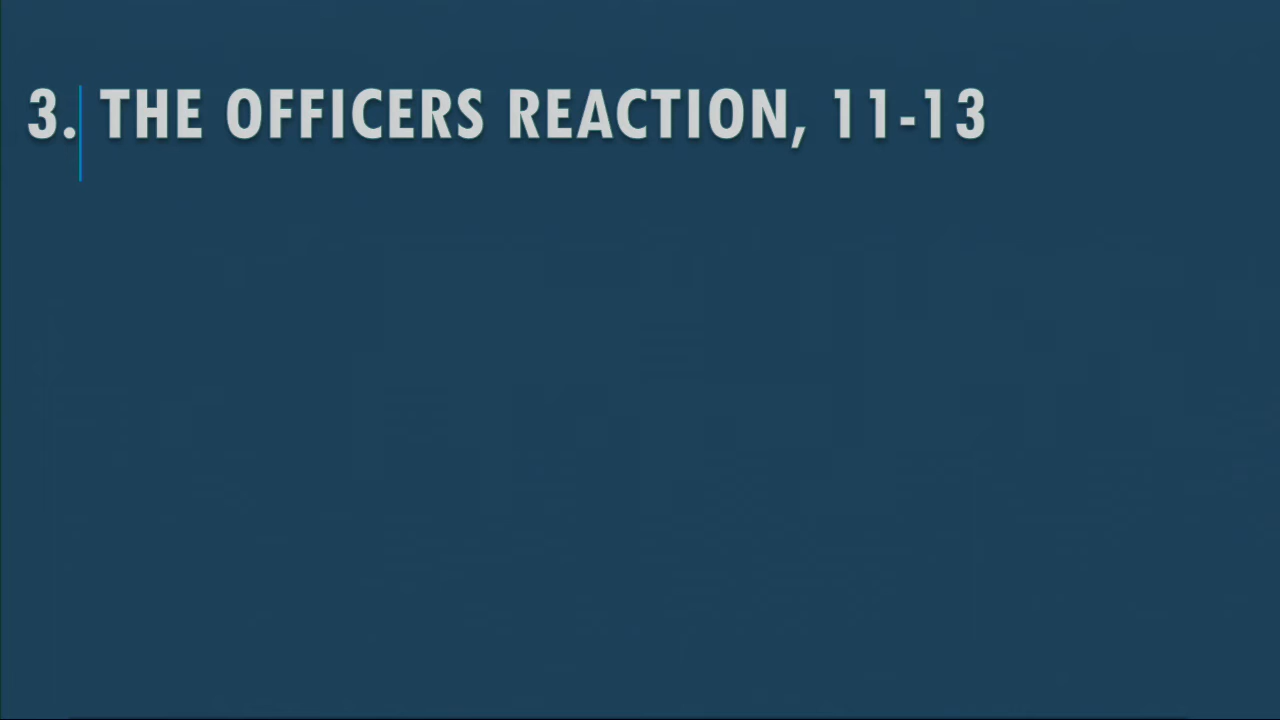 3. THE OFFICERS REACTION, 11-13